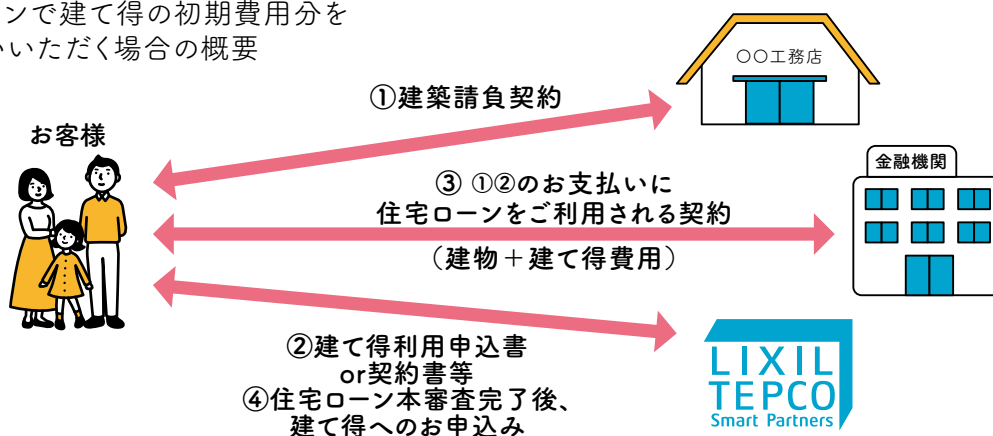 ンで建て得の初期費用分を
いただく場合の概要
〇〇工務店
①建築請負契約
お客様
金融機関
③ ①②のお支払いに
住宅ローンをご利用される契約
（建物＋建て得費用）
②建て得利用申込書
or契約書等
④住宅ローン本審査完了後、
建て得へのお申込み
LIXIL
TEPCO
Smart Partners